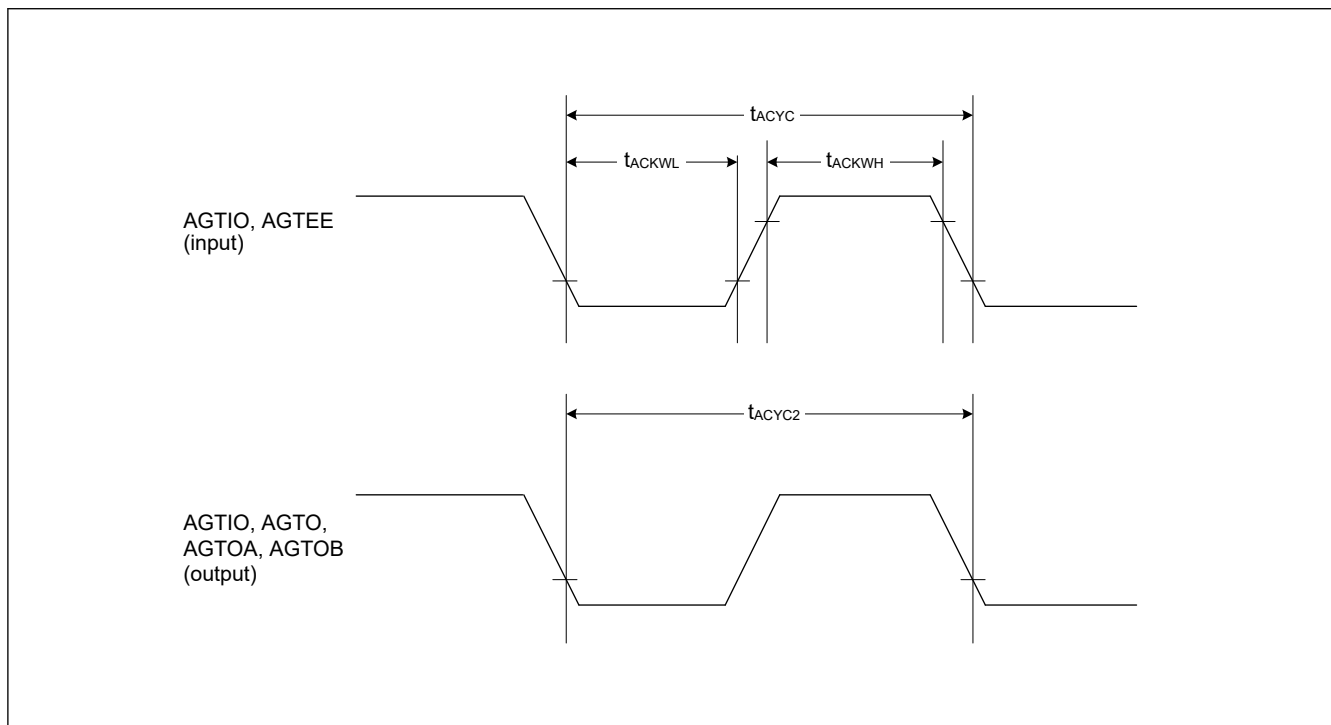 tACYC
tACKWL
tACKWH
AGTIO, AGTEE
(input)
tACYC2
AGTIO, AGTO,
AGTOA, AGTOB
(output)